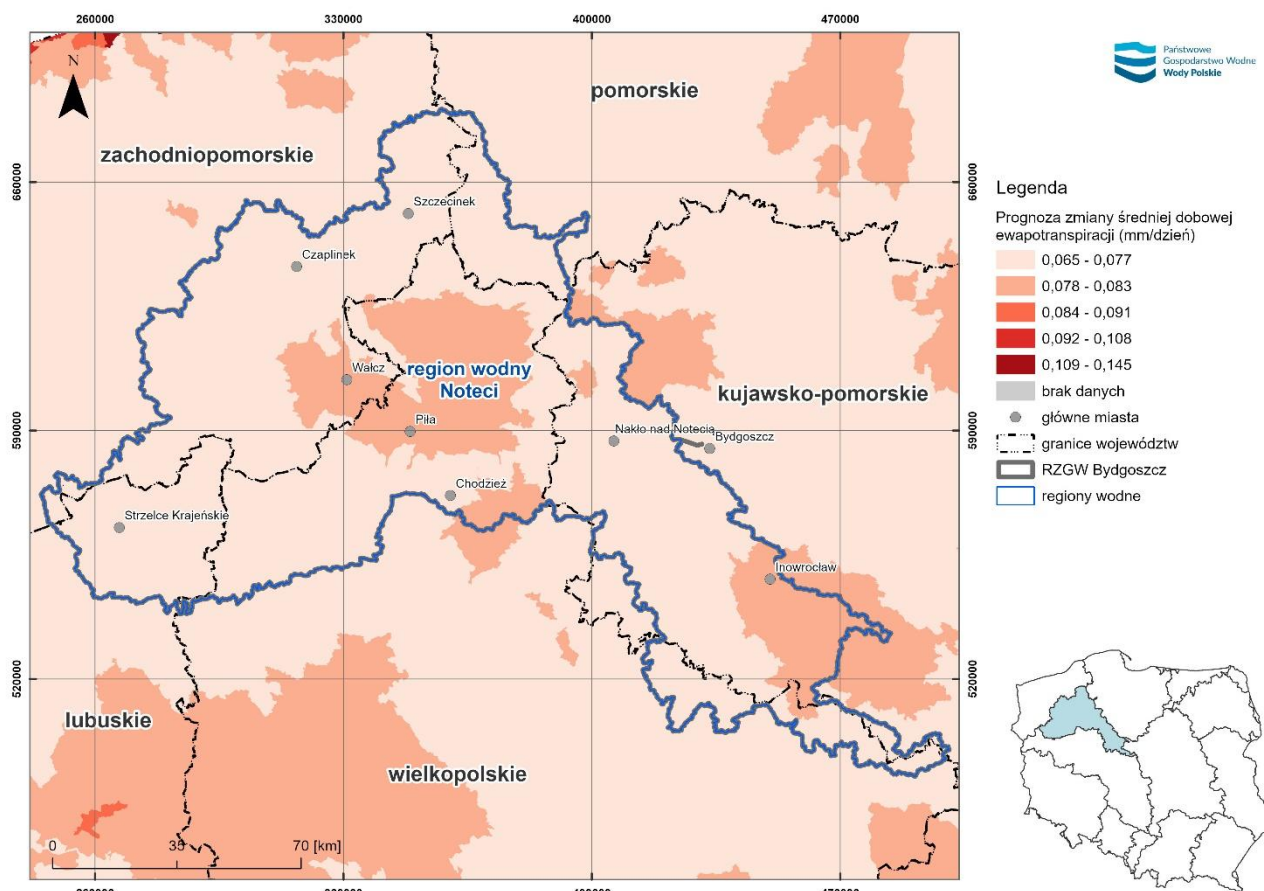 260000 330000 400000 470000
N
pomorskie
zachodniopomorskie
660000 660000
Szczecinek
Czaplinek
region wodny
Noteci
Wałcz
kujawsko-pomorskie
Piła
590000 590000
Nakło nad Notecią
Bydgoszcz
Chodzież
Strzelce Krajeńskie
Inowrocław
520000 520000
lubuskie
wielkopolskie
0 35 70 [km]
260000 330000 400000 470000
Państwowe
Gospodarstwo Wodne
Wody Polskie
Legenda
Prognoza zmiany średniej dobowej
ewapotranspiracji (mm/dzień)
0,065 - 0,077
0,078 - 0,083
0,084 - 0,091
0,092 - 0,108
0,109 - 0,145
brak danych
główne miasta
granice województw
RZGW Bydgoszcz
regiony wodne